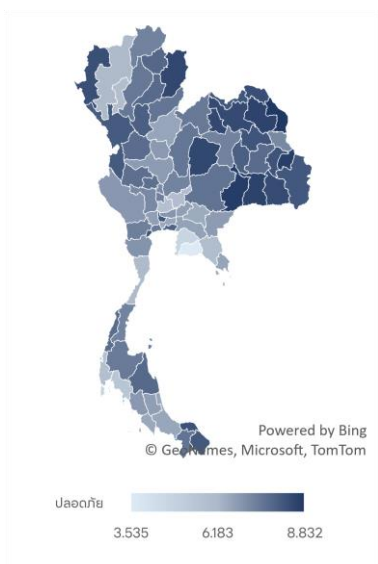 Powered by Bing
© GeoNames, Microsoft, TomTom
ปลอดภัย
3.535 6.183 8.832